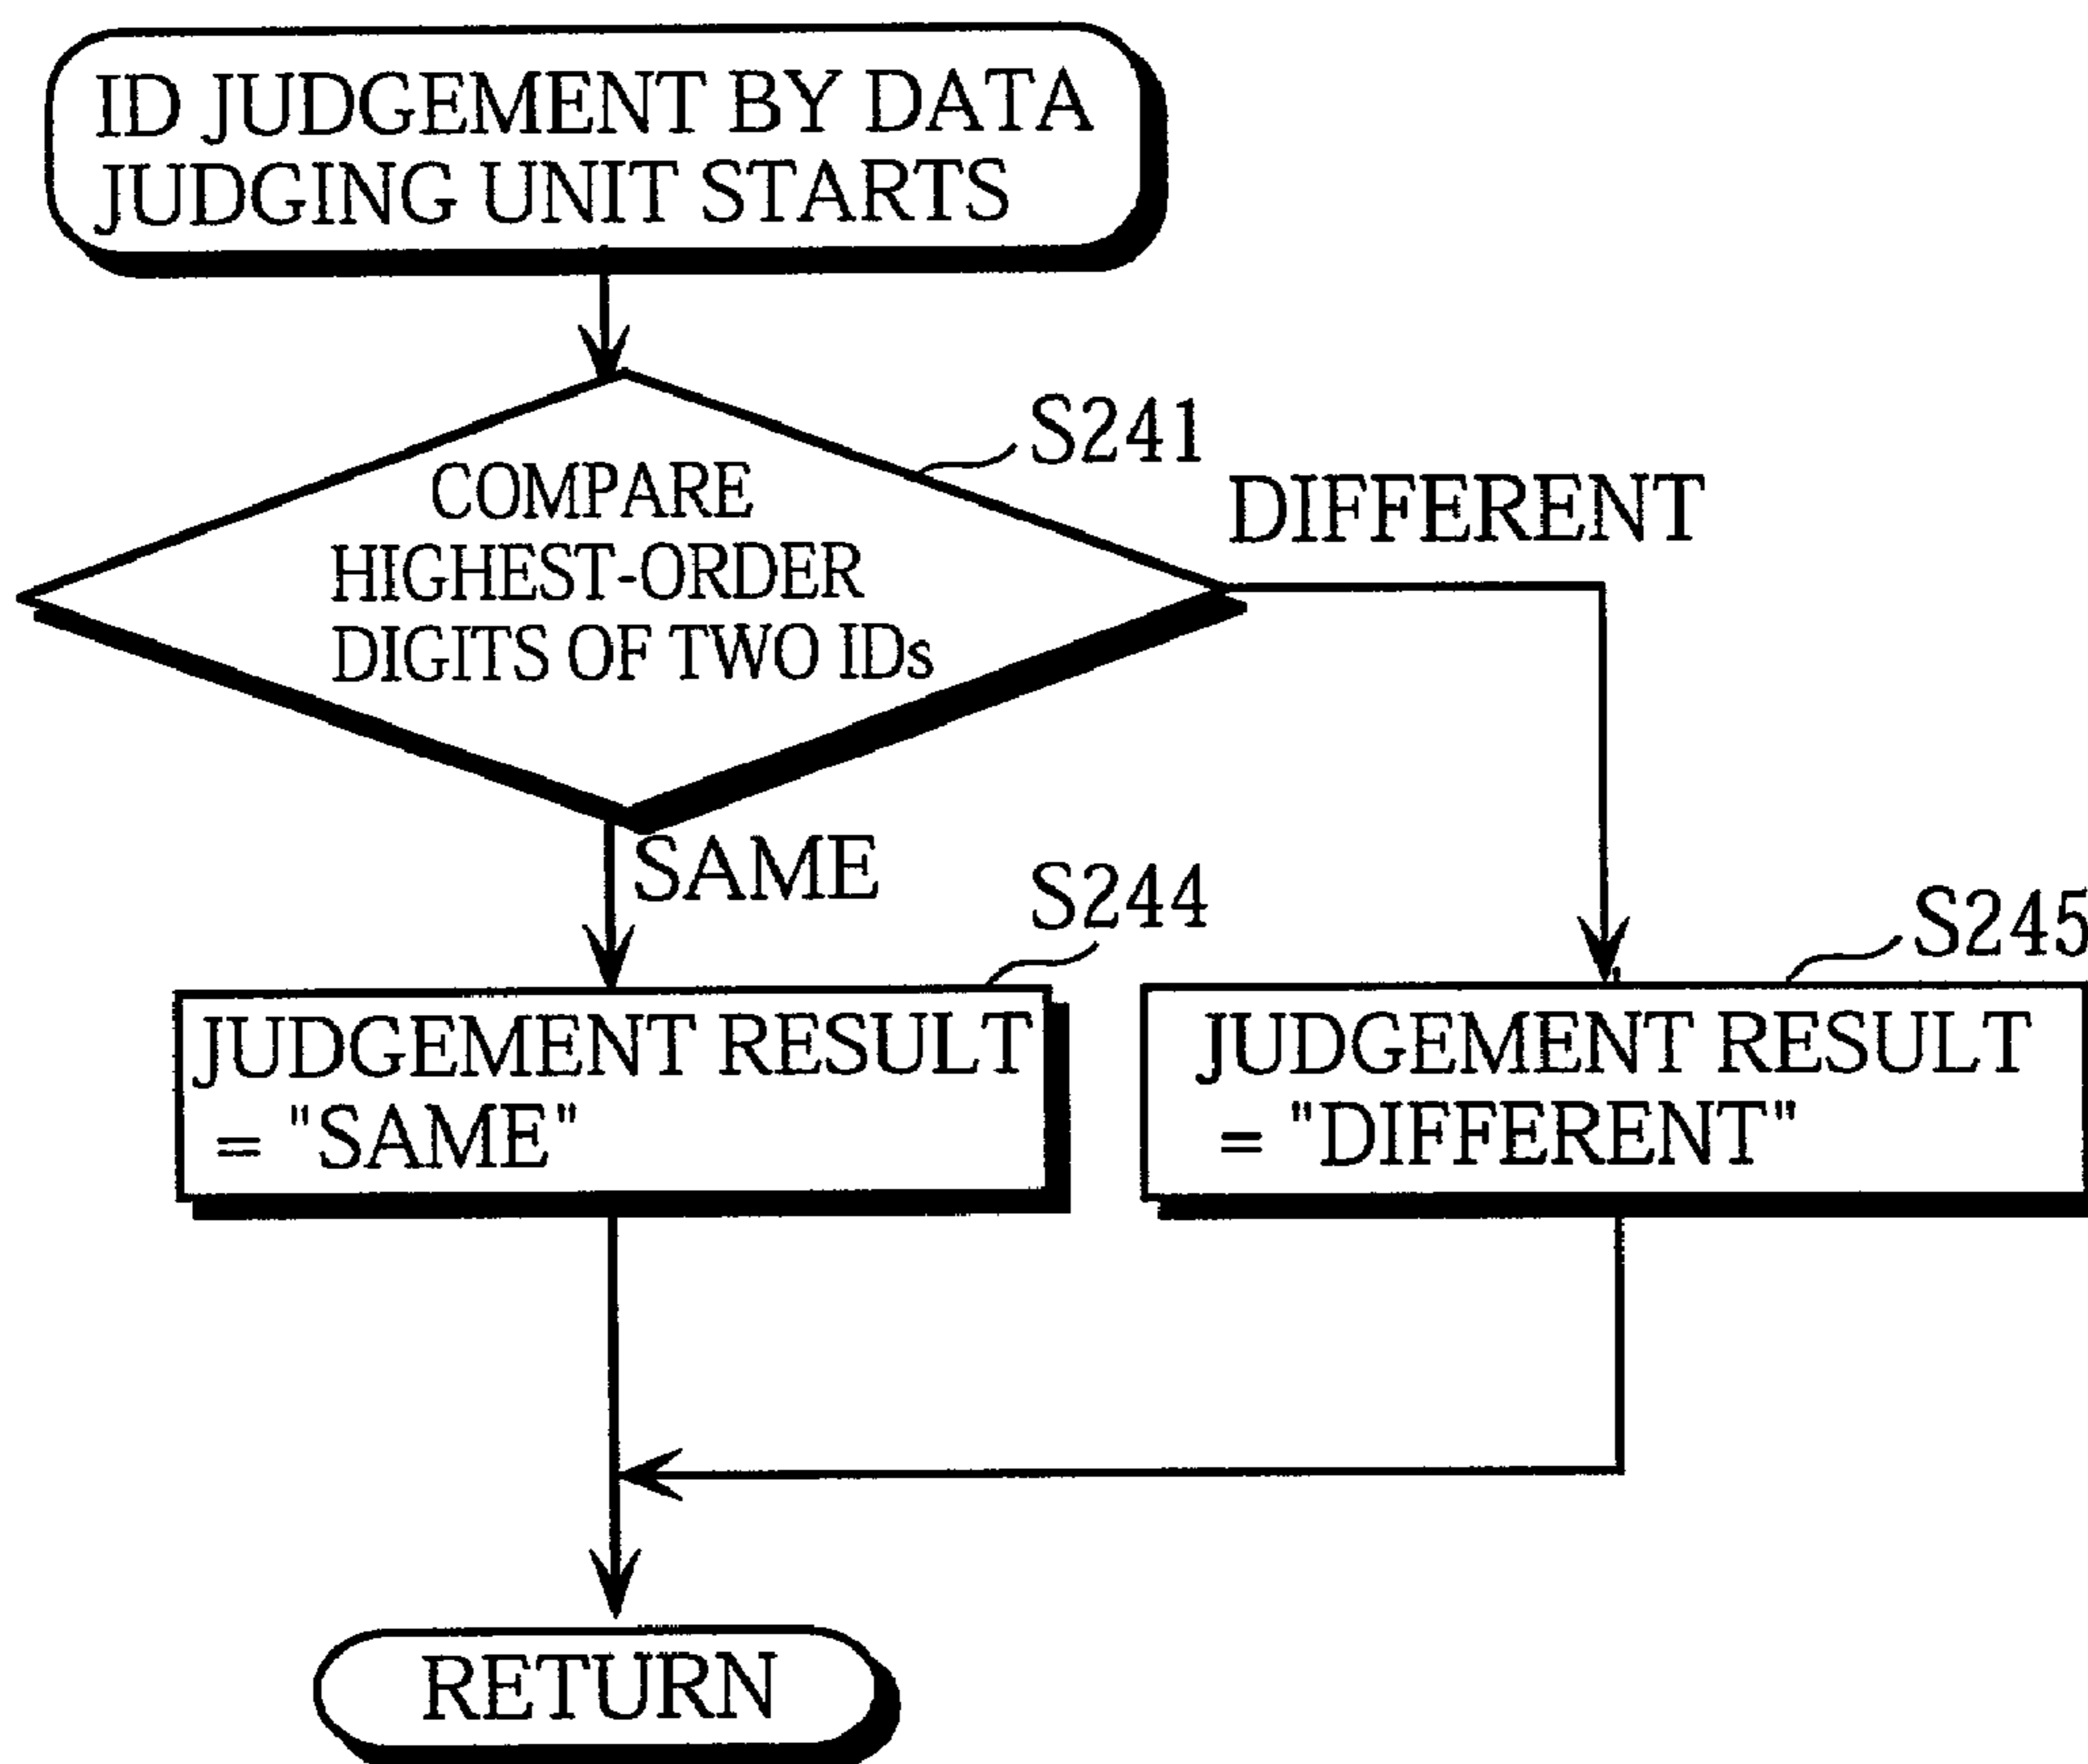 ID JUDGEMENT BY DATA
JUDGING UNIT STARTS
S241
COMPARE
HIGHEST-ORDER
DIGITS OF TWO IDs
DIFFERENT
SAME
S244
S245
JUDGEMENT RESULT
= "SAME"
JUDGEMENT RESULT
= "DIFFERENT"
RETURN